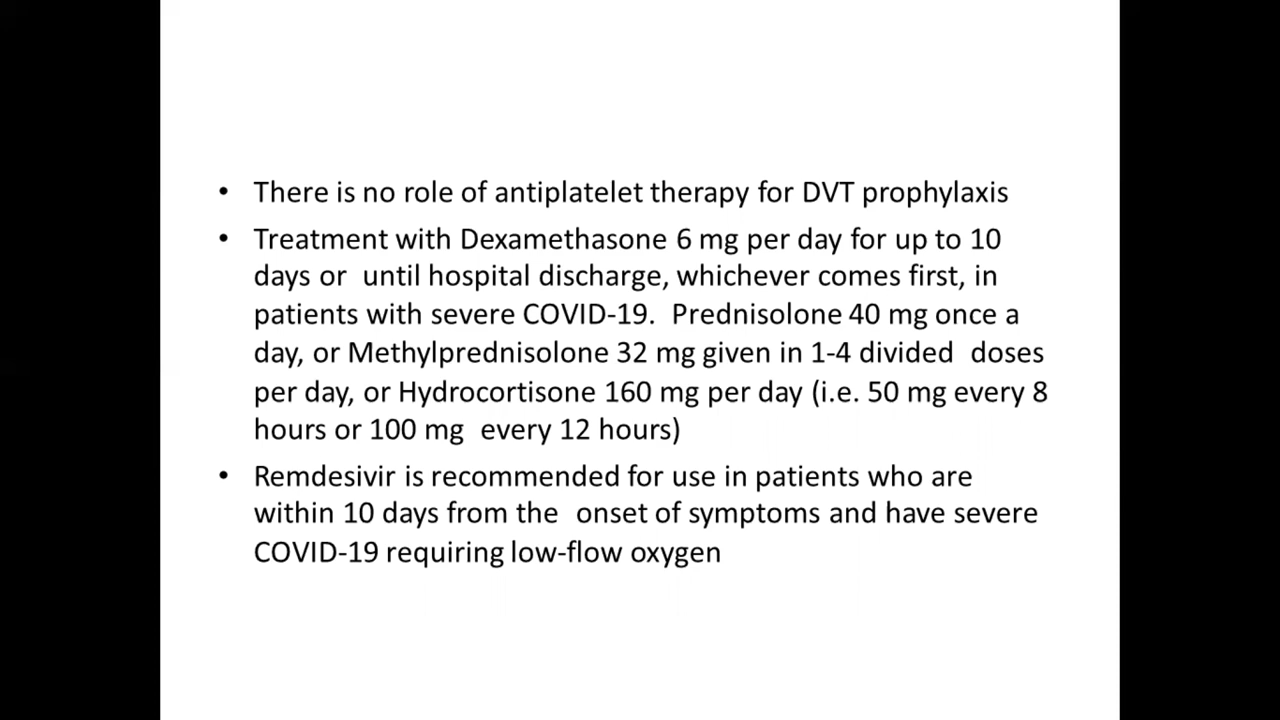 • There is no role of antiplatelet therapy for DVT prophylaxis
• Treatment with Dexamethasone 6 mg per day for up to 10
days or until hospital discharge, whichever comes first, in
patients with severe COVID-19. Prednisolone 40 mg once a
day, or Methylprednisolone 32 mg given in 1-4 divided doses
per day, or Hydrocortisone 160 mg per day (i.e. 50 mg every 8
hours or 100 mg every 12 hours)
• Remdesivir is recommended for use in patients who are
within 10 days from the onset of symptoms and have severe
COVID-19 requiring low-flow oxygen